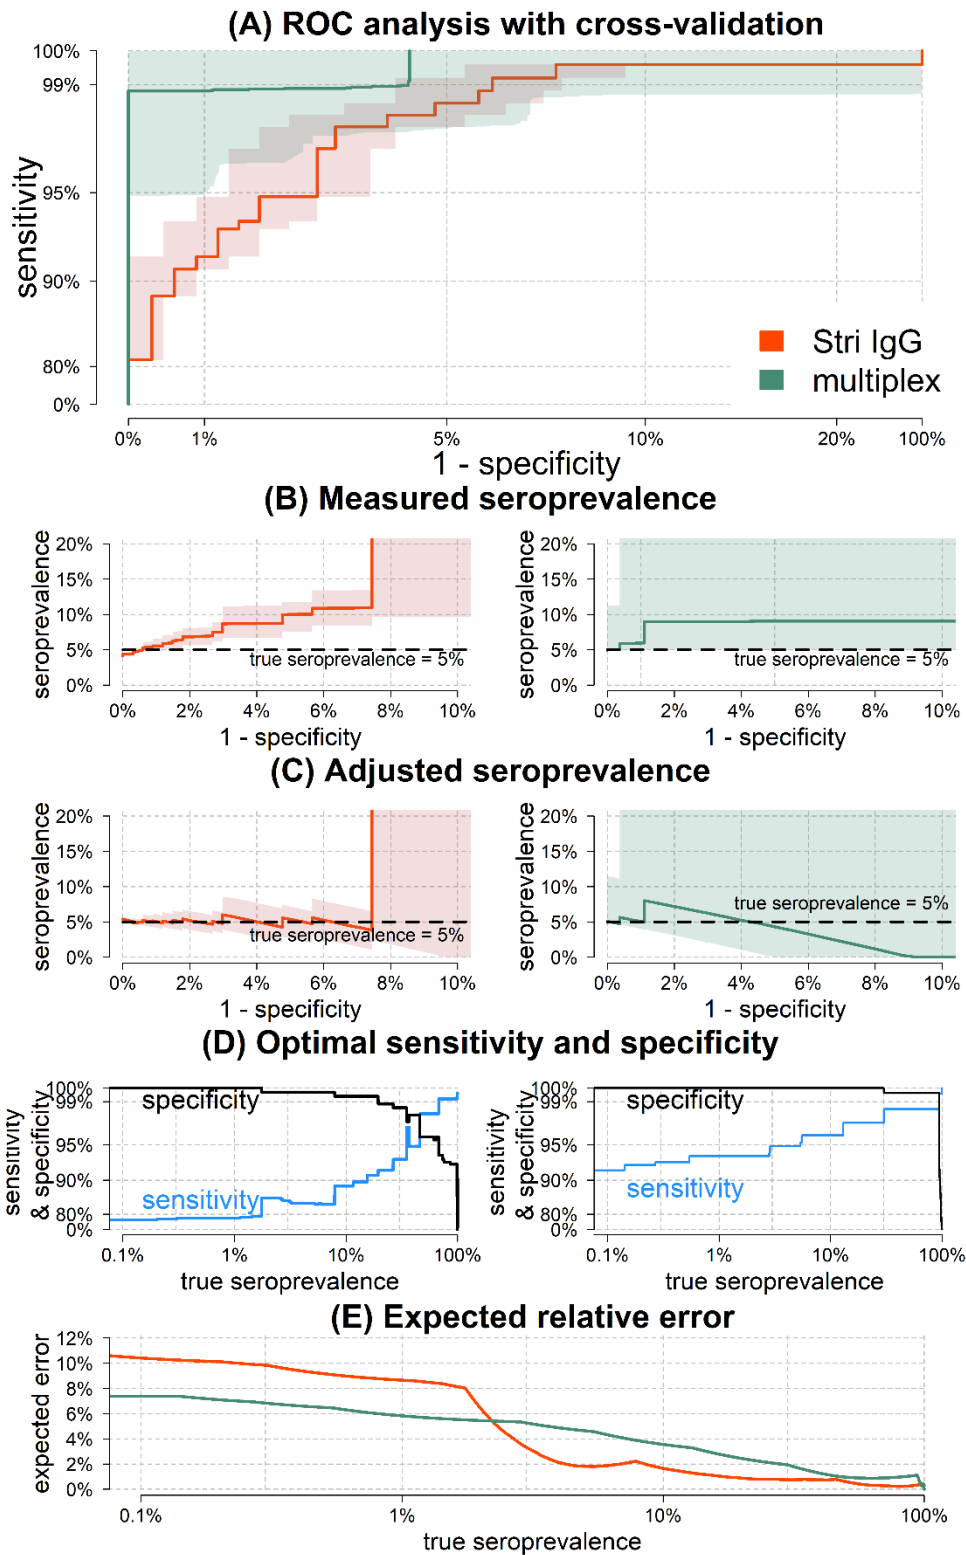 (A) ROC analysis with cross-validation
100%
99%
95%
90%
80%
0%
sensitivity
Stri IgG
multiplex
0% 1% 5% 10% 20% 100%
1 - specificity
(B) Measured seroprevalence
20%
15%
10%
5%
0%
seroprevalence
true seroprevalence = 5%
0% 2% 4% 6% 8% 10%
1 - specificity
20%
15%
10%
5%
0%
seroprevalence
true seroprevalence = 5%
0% 2% 4% 6% 8% 10%
1 - specificity
(C) Adjusted seroprevalence
20%
15%
10%
5%
0%
seroprevalence
true seroprevalence = 5%
0% 2% 4% 6% 8% 10%
1 - specificity
20%
15%
10%
5%
0%
seroprevalence
true seroprevalence = 5%
0% 2% 4% 6% 8% 10%
1 - specificity
(D) Optimal sensitivity and specificity
100%
99%
95%
90%
80%
0%
sensitivity
& specificity
specificity
sensitivity
0.1% 1% 10% 100%
true seroprevalence
100%
99%
95%
90%
80%
0%
sensitivity
& specificity
specificity
sensitivity
0.1% 1% 10% 100%
true seroprevalence
(E) Expected relative error
12%
10%
8%
6%
4%
2%
0%
expected error
0.1% 1% 10% 100%
true seroprevalence